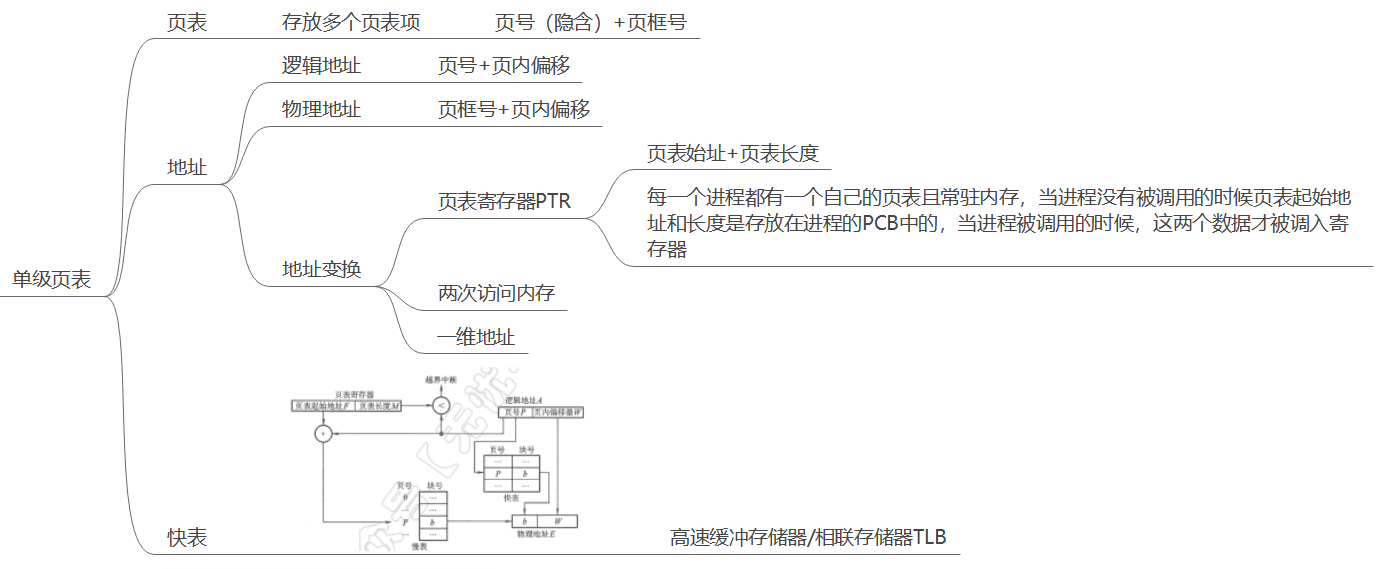 页表
存放多个页表项
页号（隐含）+页框号
逻辑地址
页号+页内偏移
物理地址
页框号+页内偏移
地址
页表始址+页表长度
页表寄存器PTR
每一个进程都有一个自己的页表且常驻内存，当进程没有被调用的时候页表起始地
址和长度是存放在进程的PCB中的，当进程被调用的时候，这两个数据才被调入寄
存器
地址变换
单级页表
两次访问内存
一维地址
越界中断
页表寄存器
页表起始地址F 页表长度M
<
逻辑地址A
页号P 页内偏移量W
+
页号 块号
... ...
P b
... ...
快表
页号 块号
0 ...
... ...
P b
... ...
慢表
b W
物理地址E
快表
高速缓冲存储器/相联存储器TLB